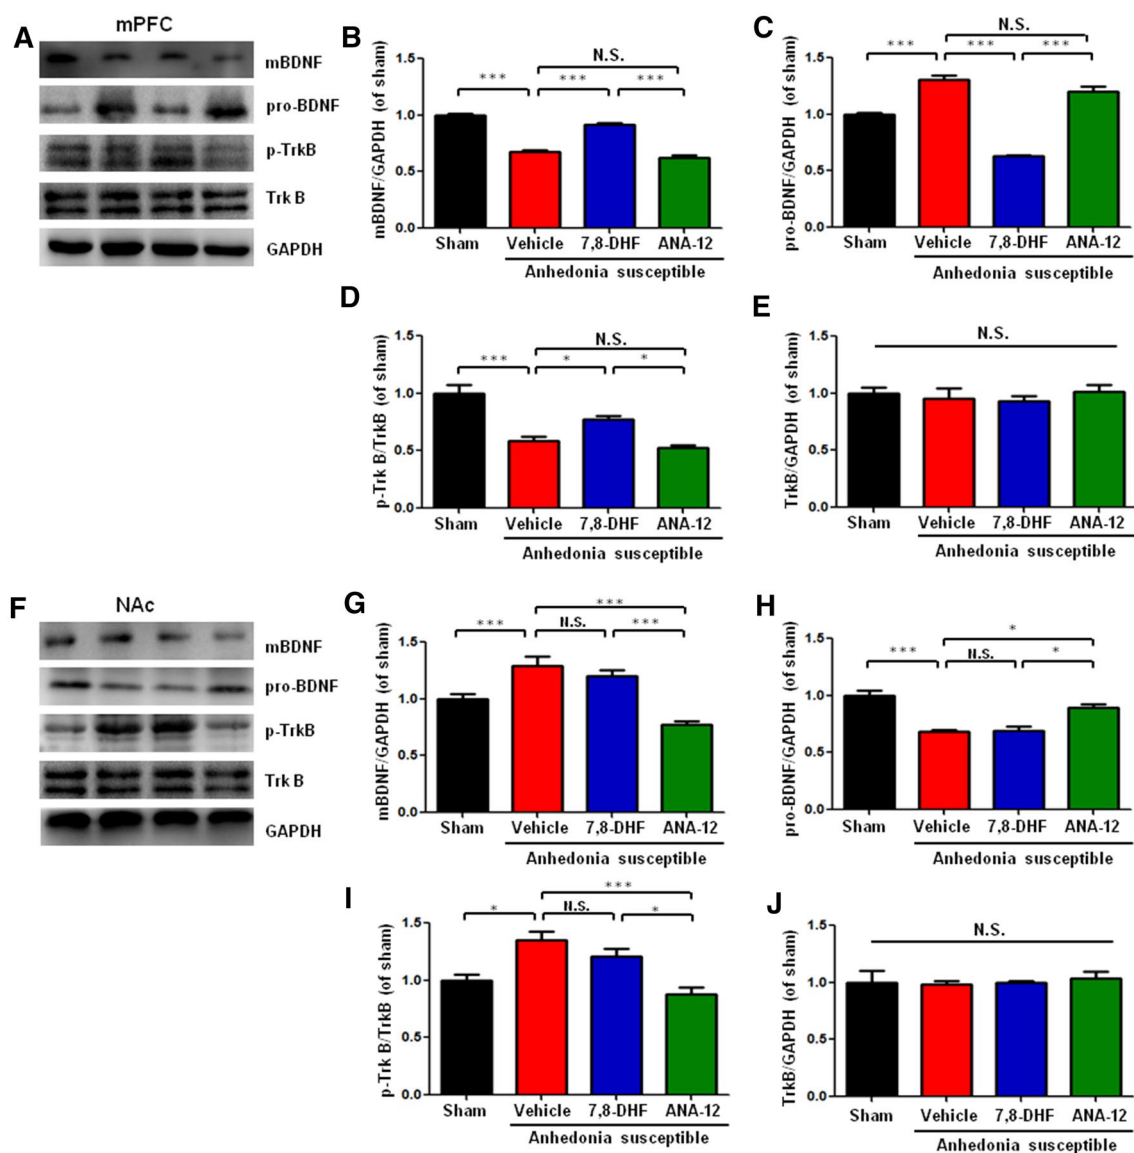 A
mPFC
mBDNF
pro-BDNF
p-TrkB
Trk B
GAPDH
B
mBDNF/GAPDH (of sham)
1.5
1.0
0.5
0.0
N.S.
*** *** ***
Sham Vehicle 7,8-DHF ANA-12
Anhedonia susceptible
C
pro-BDNF/GAPDH (of sham)
1.5
1.0
0.5
0.0
N.S.
*** *** ***
Sham Vehicle 7,8-DHF ANA-12
Anhedonia susceptible
D
p-Trk B/TrkB (of sham)
1.5
1.0
0.5
0.0
N.S.
*** * *
Sham Vehicle 7,8-DHF ANA-12
Anhedonia susceptible
E
TrkB/GAPDH (of sham)
1.5
1.0
0.5
0.0
N.S.
Sham Vehicle 7,8-DHF ANA-12
Anhedonia susceptible
F
NAc
mBDNF
pro-BDNF
p-TrkB
Trk B
GAPDH
G
mBDNF/GAPDH (of sham)
1.5
1.0
0.5
0.0
***
*** N.S. ***
Sham Vehicle 7,8-DHF ANA-12
Anhedonia susceptible
H
pro-BDNF/GAPDH (of sham)
1.5
1.0
0.5
0.0
*
*** N.S. *
Sham Vehicle 7,8-DHF ANA-12
Anhedonia susceptible
I
p-Trk B/TrkB (of sham)
1.5
1.0
0.5
0.0
***
* N.S. *
Sham Vehicle 7,8-DHF ANA-12
Anhedonia susceptible
J
TrkB/GAPDH (of sham)
1.5
1.0
0.5
0.0
N.S.
Sham Vehicle 7,8-DHF ANA-12
Anhedonia susceptible